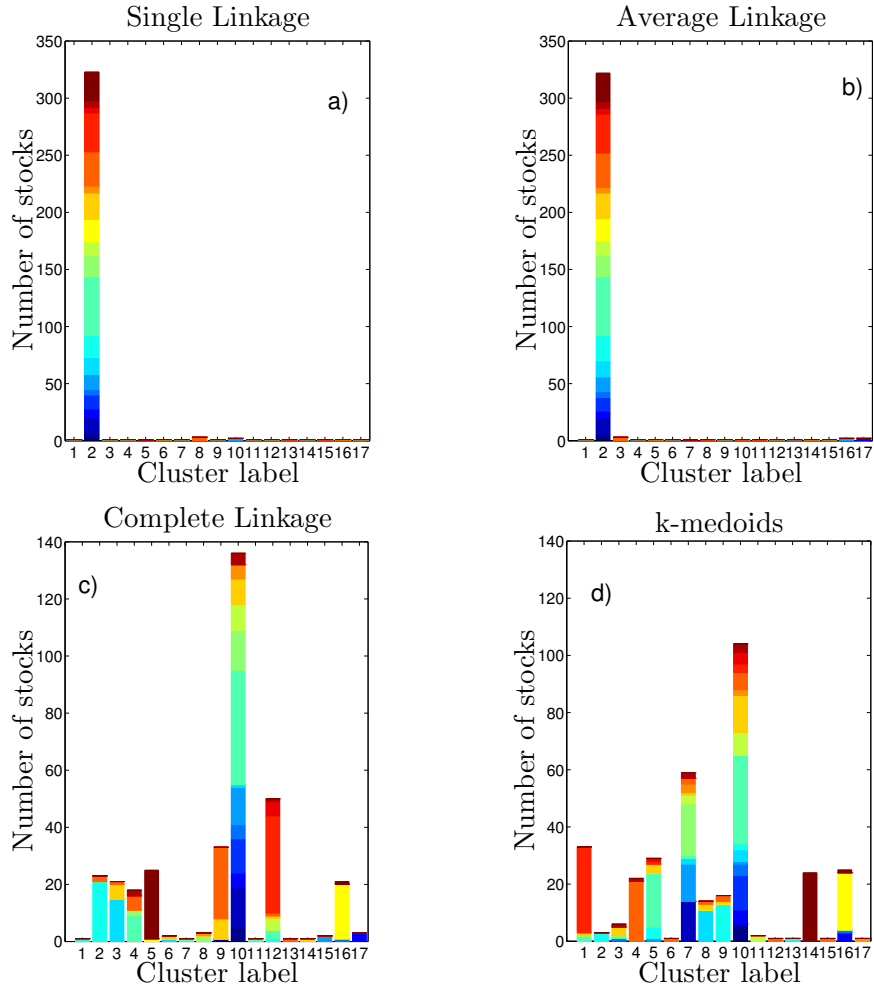 Single Linkage
350
300
250
200
150
100
50
0
Number of stocks
a)
1 2 3 4 5 6 7 8 9 10 11 12 13 14 15 16 17
Cluster label
Average Linkage
350
300
250
200
150
100
50
0
Number of stocks
b)
1 2 3 4 5 6 7 8 9 10 11 12 13 14 15 16 17
Cluster label
Complete Linkage
140
120
100
80
60
40
20
0
Number of stocks
c)
1 2 3 4 5 6 7 8 9 10 11 12 13 14 15 16 17
Cluster label
k-medoids
140
120
100
80
60
40
20
0
Number of stocks
d)
1 2 3 4 5 6 7 8 9 10 11 12 13 14 15 16 17
Cluster label